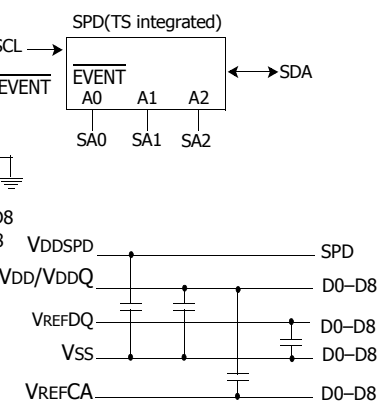 SPD(TS integrated)
SCL
EVENT
EVENT
SDA
A0 A1 A2
SA0 SA1 SA2
D8
VDDSPD SPD
VDD/VDDQ D0–D8
VREFDQ D0–D8
VSS D0–D8
VREFCA D0–D8